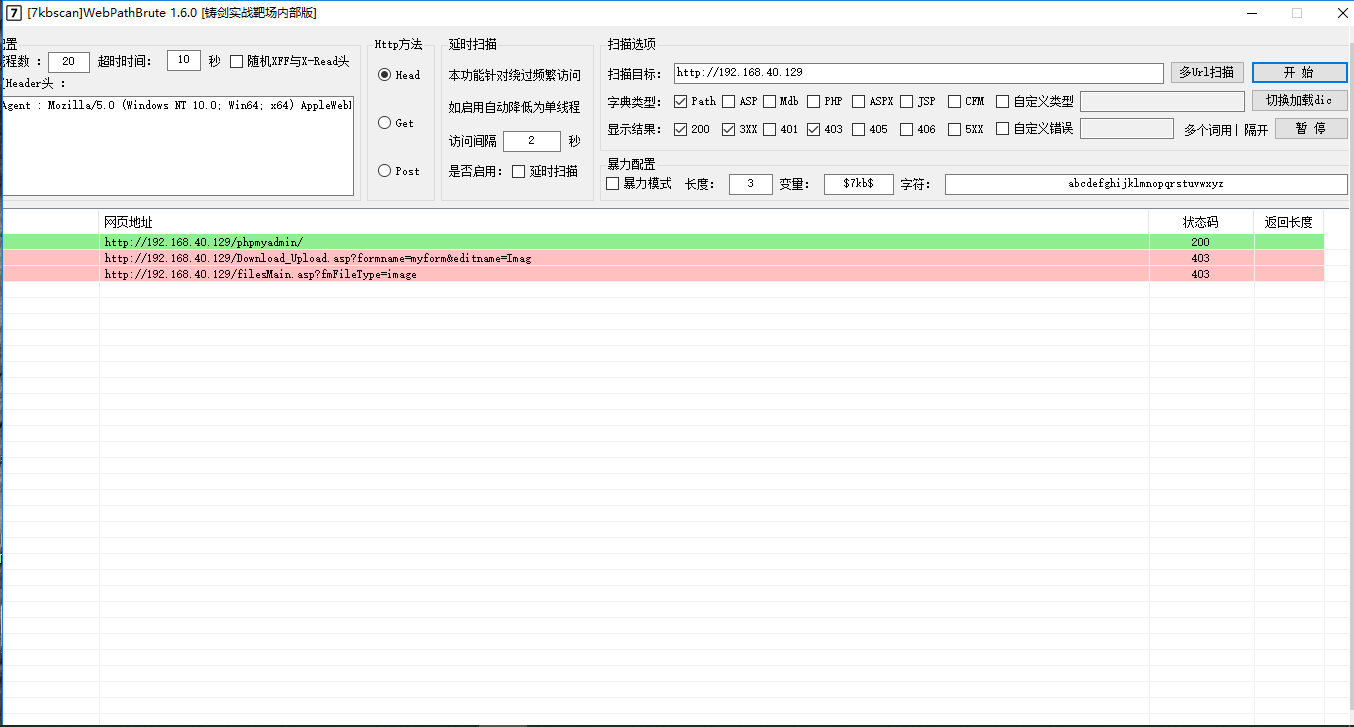 [7kbscan]WebPathBrute 1.6.0 [铸剑实战靶场内部版]
置
程数 : 20 超时时间: 10 秒 随机XFF与X-Read头
Header头 :
Agent : Mozilla/5.0 (Windows NT 10.0; Win64; x64) AppleWebl
Http方法
Head
Get
Post
延时扫描
本功能针对绕过频繁访问
如启用自动降低为单线程
访问间隔 2 秒
是否启用: 延时扫描
扫描选项
扫描目标: http://192.168.40.129 多Url扫描 开 始
字典类型: Path ASP Mdb PHP ASPX JSP CFM 自定义类型 切换加载dic
显示结果: 200 3XX 401 403 405 406 5XX 自定义错误 多个词用| 隔开 暂 停
暴力配置
暴力模式 长度: 3 变量: $7kb$ 字符: abcdefghijklmnopqrstuvwxyz
网页地址 状态码 返回长度
http://192.168.40.129/phpmyadmin/ 200
http://192.168.40.129/Download_Upload.asp?formname=myform&editname=Imag 403
http://192.168.40.129/filesMain.asp?fmFileType=image 403